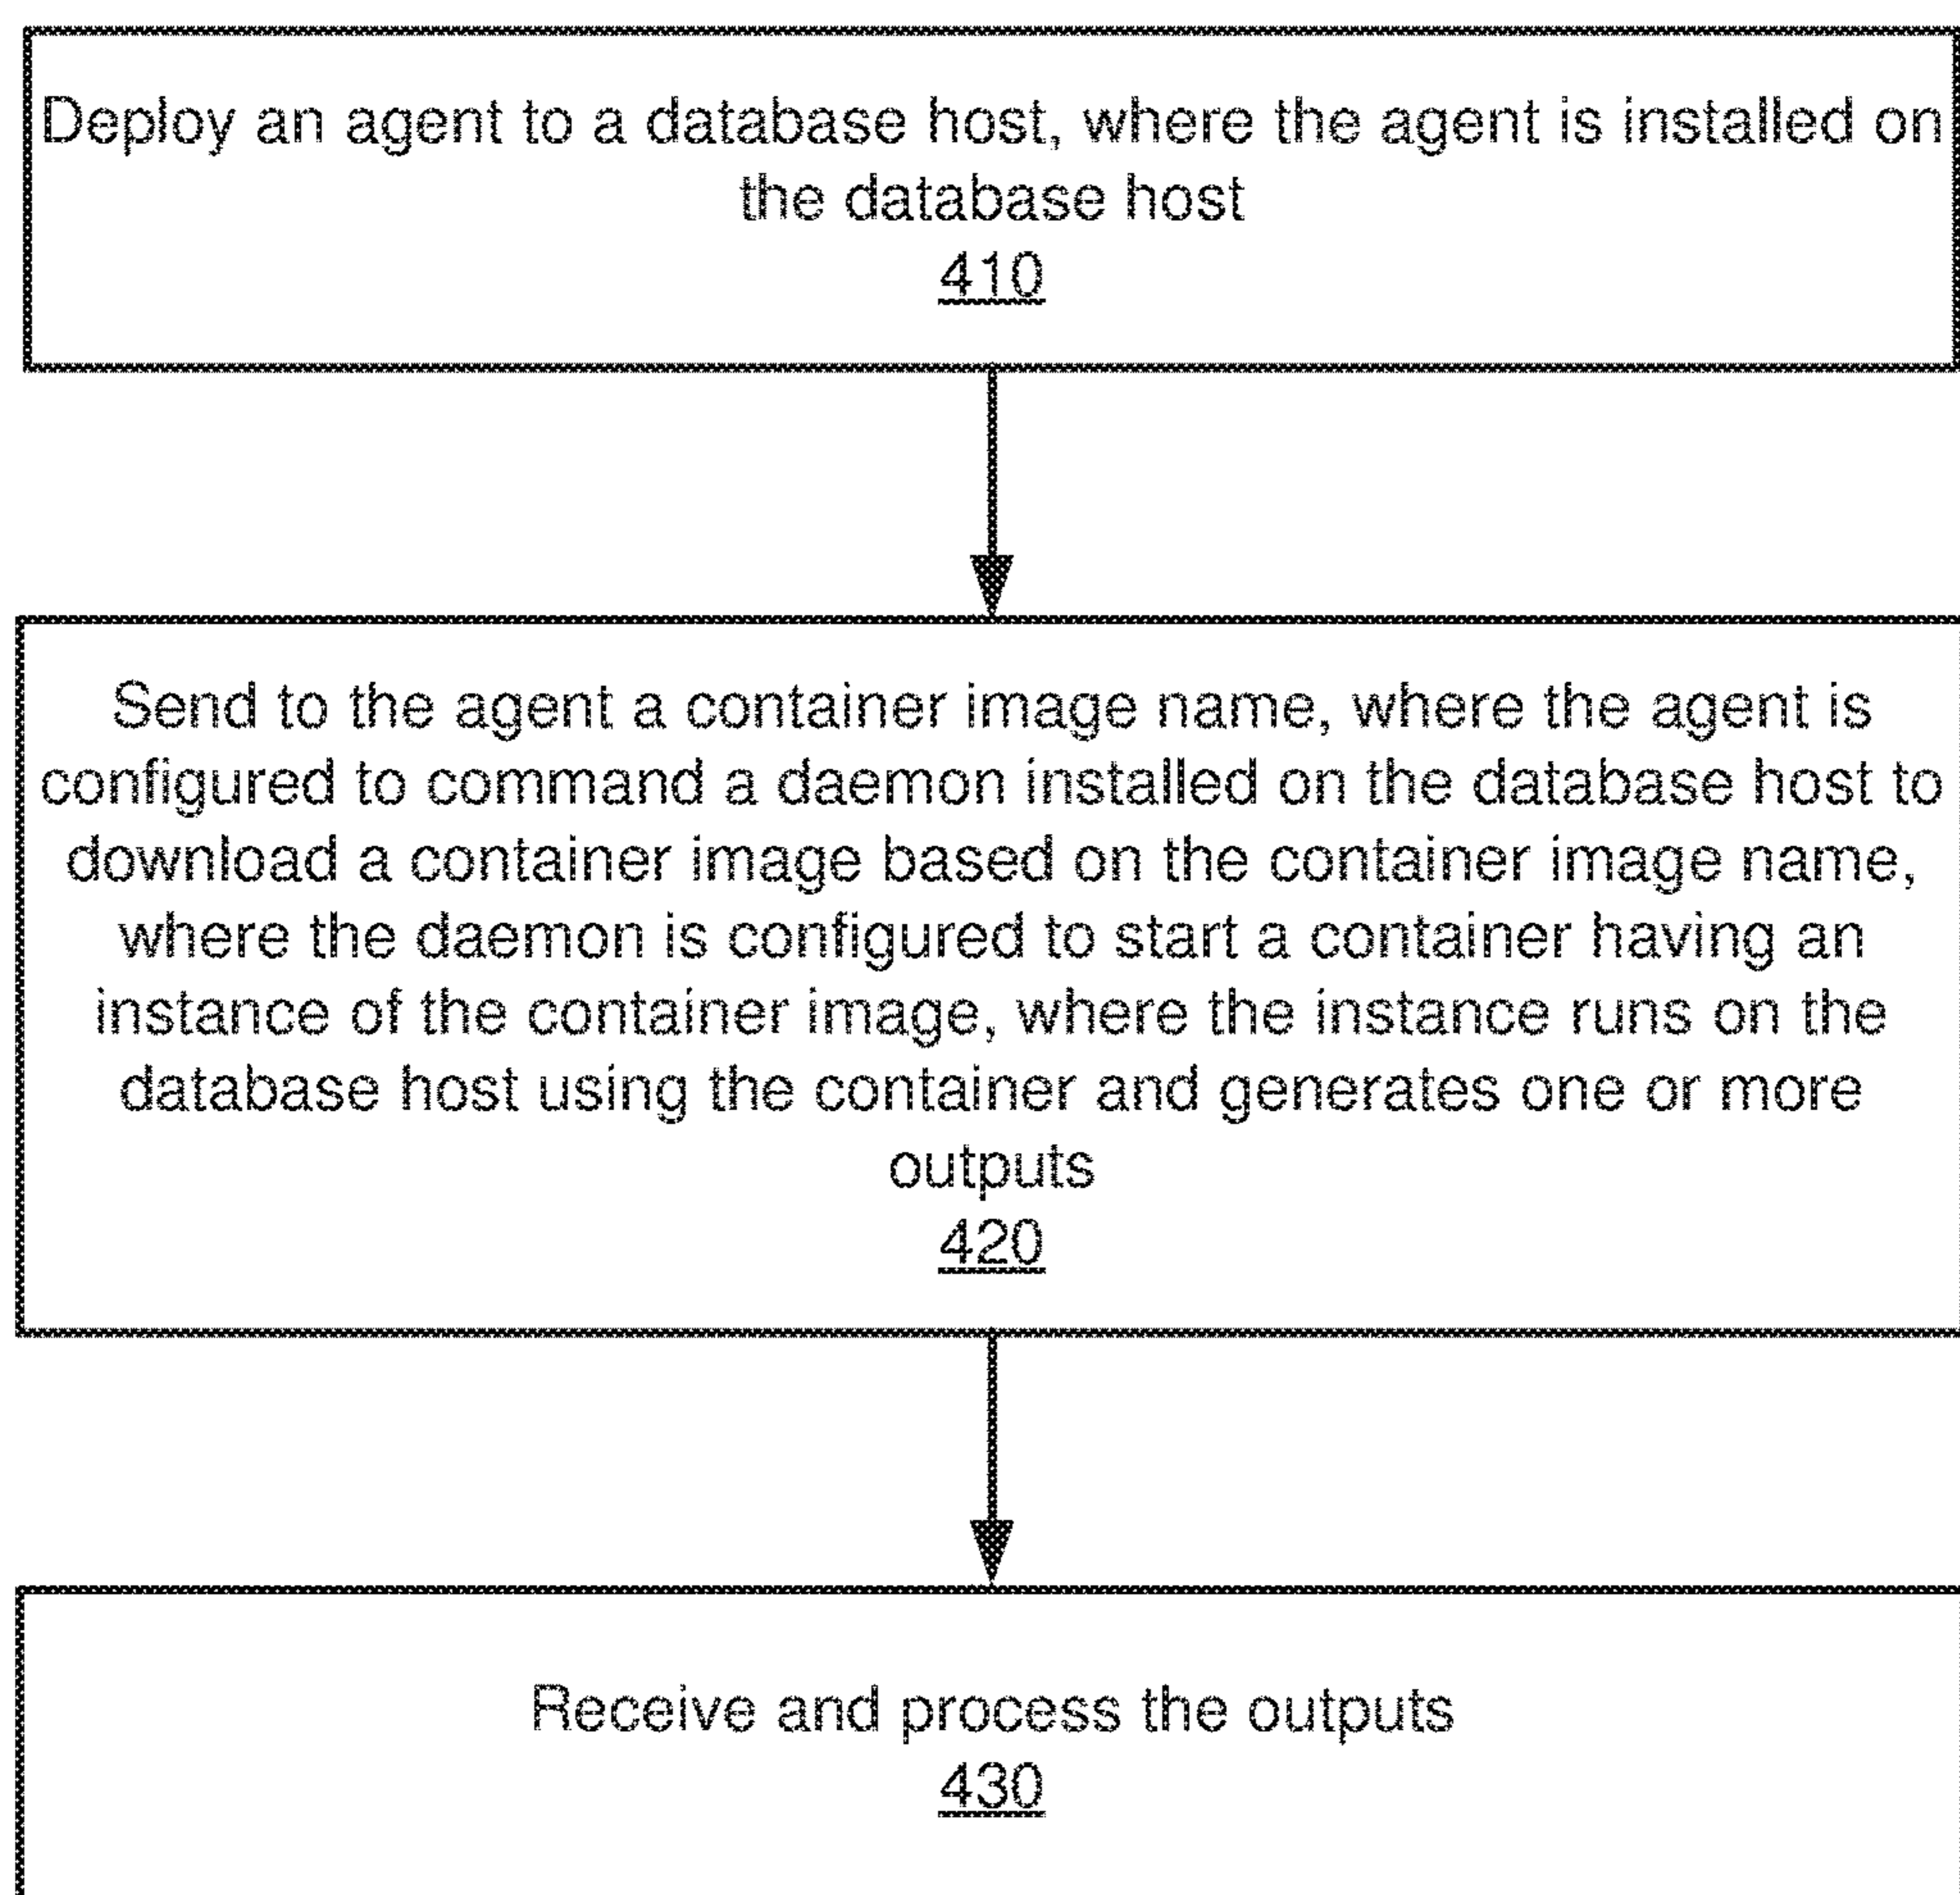 Deploy an agent to a database host, where the agent is installed on
the database host
410
Send to the agent a container image name, where the agent is
configured to command a daemon installed on the database host to
download a container image based on the container image name,
where the daemon is configured to start a container having an
instance of the container image, where the instance runs on the
database host using the container and generates one or more
outputs
420
Receive and process the outputs
430